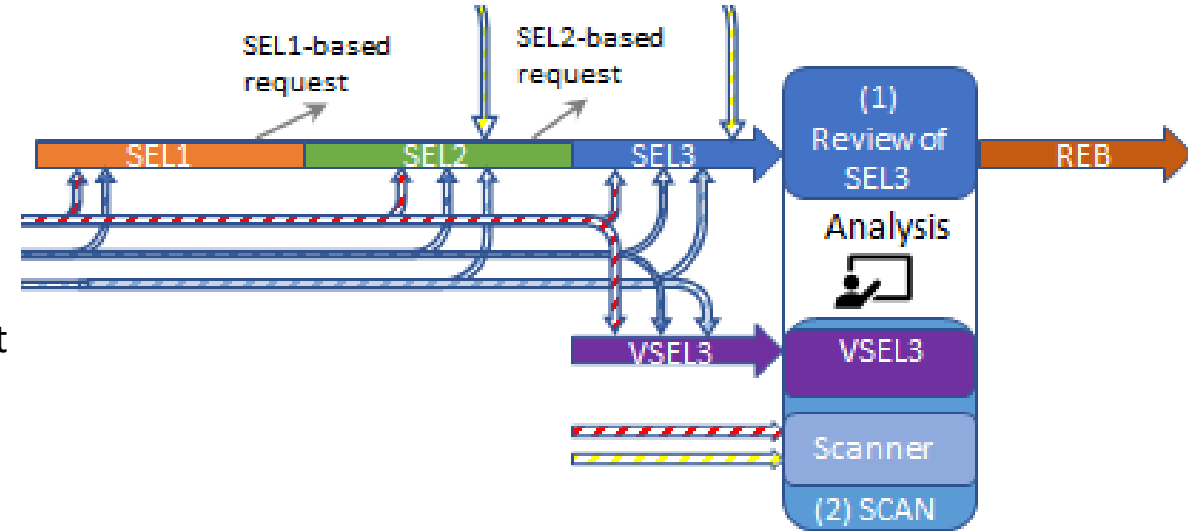 SEL1-based
request
SEL2-based
request
SEL1
SEL2
SEL3
(1)
Review of
SEL3
REB
Analysis
t
VSEL3
VSEL3
Scanner
(2) SCAN